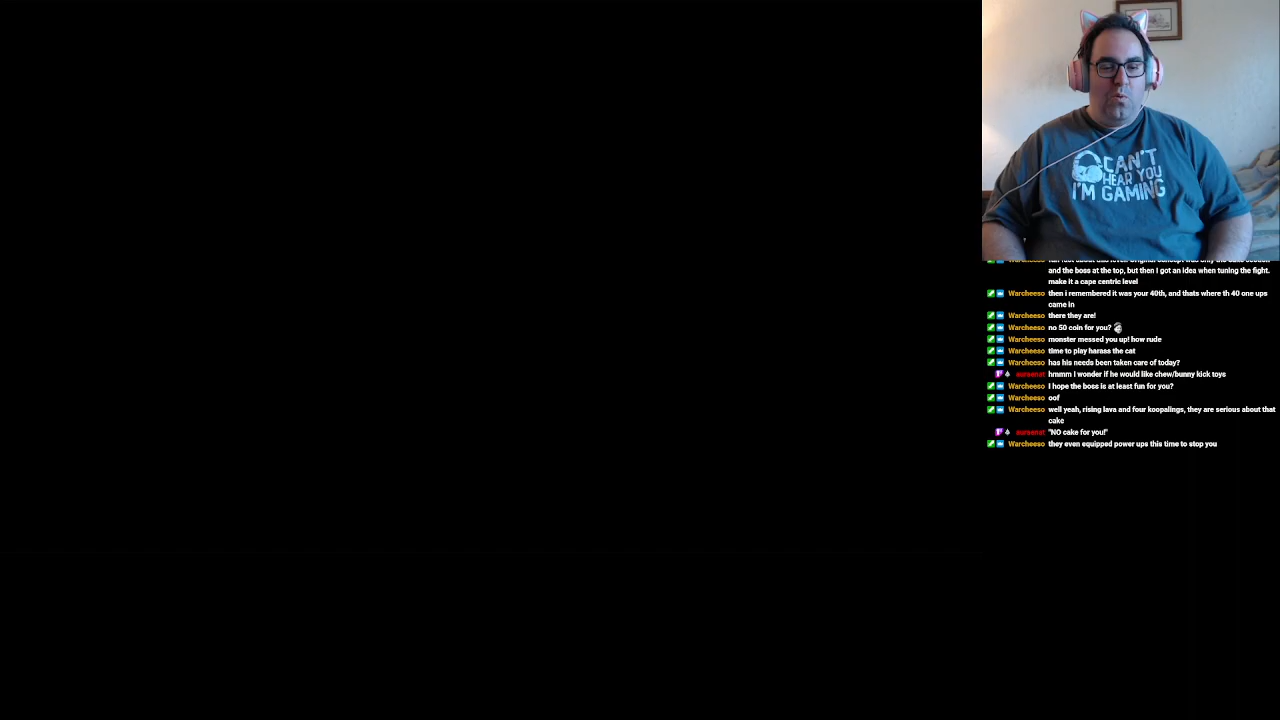 CAN'T
HEAR YOU
I'M GAMING
and the boss at the top, but then I got an idea when tuning the fight.
make it a cape centric level
Warcheeso then i remembered it was your 40th, and thats where th 40 one ups
came in
Warcheeso there they are!
Warcheeso no 50 coin for you?
Warcheeso monster messed you up! how rude
Warcheeso time to play harass the cat
Warcheeso has his needs been taken care of today?
hmmm I wonder if he would like chew/bunny kick toys
Warcheeso I hope the boss is at least fun for you?
Warcheeso oof
Warcheeso well yeah, rising lava and four koopalings, they are serious about that
cake
"NO cake for you!"
Warcheeso they even equipped power ups this time to stop you